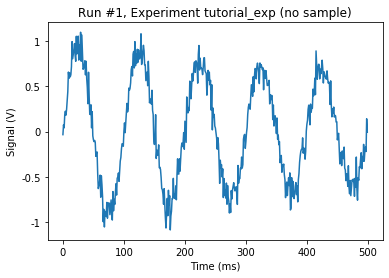 Run #1, Experiment tutorial_exp (no sample)
1
0.5
0
-0.5
-1
Signal (V)
0 100 200 300 400 500
Time (ms)